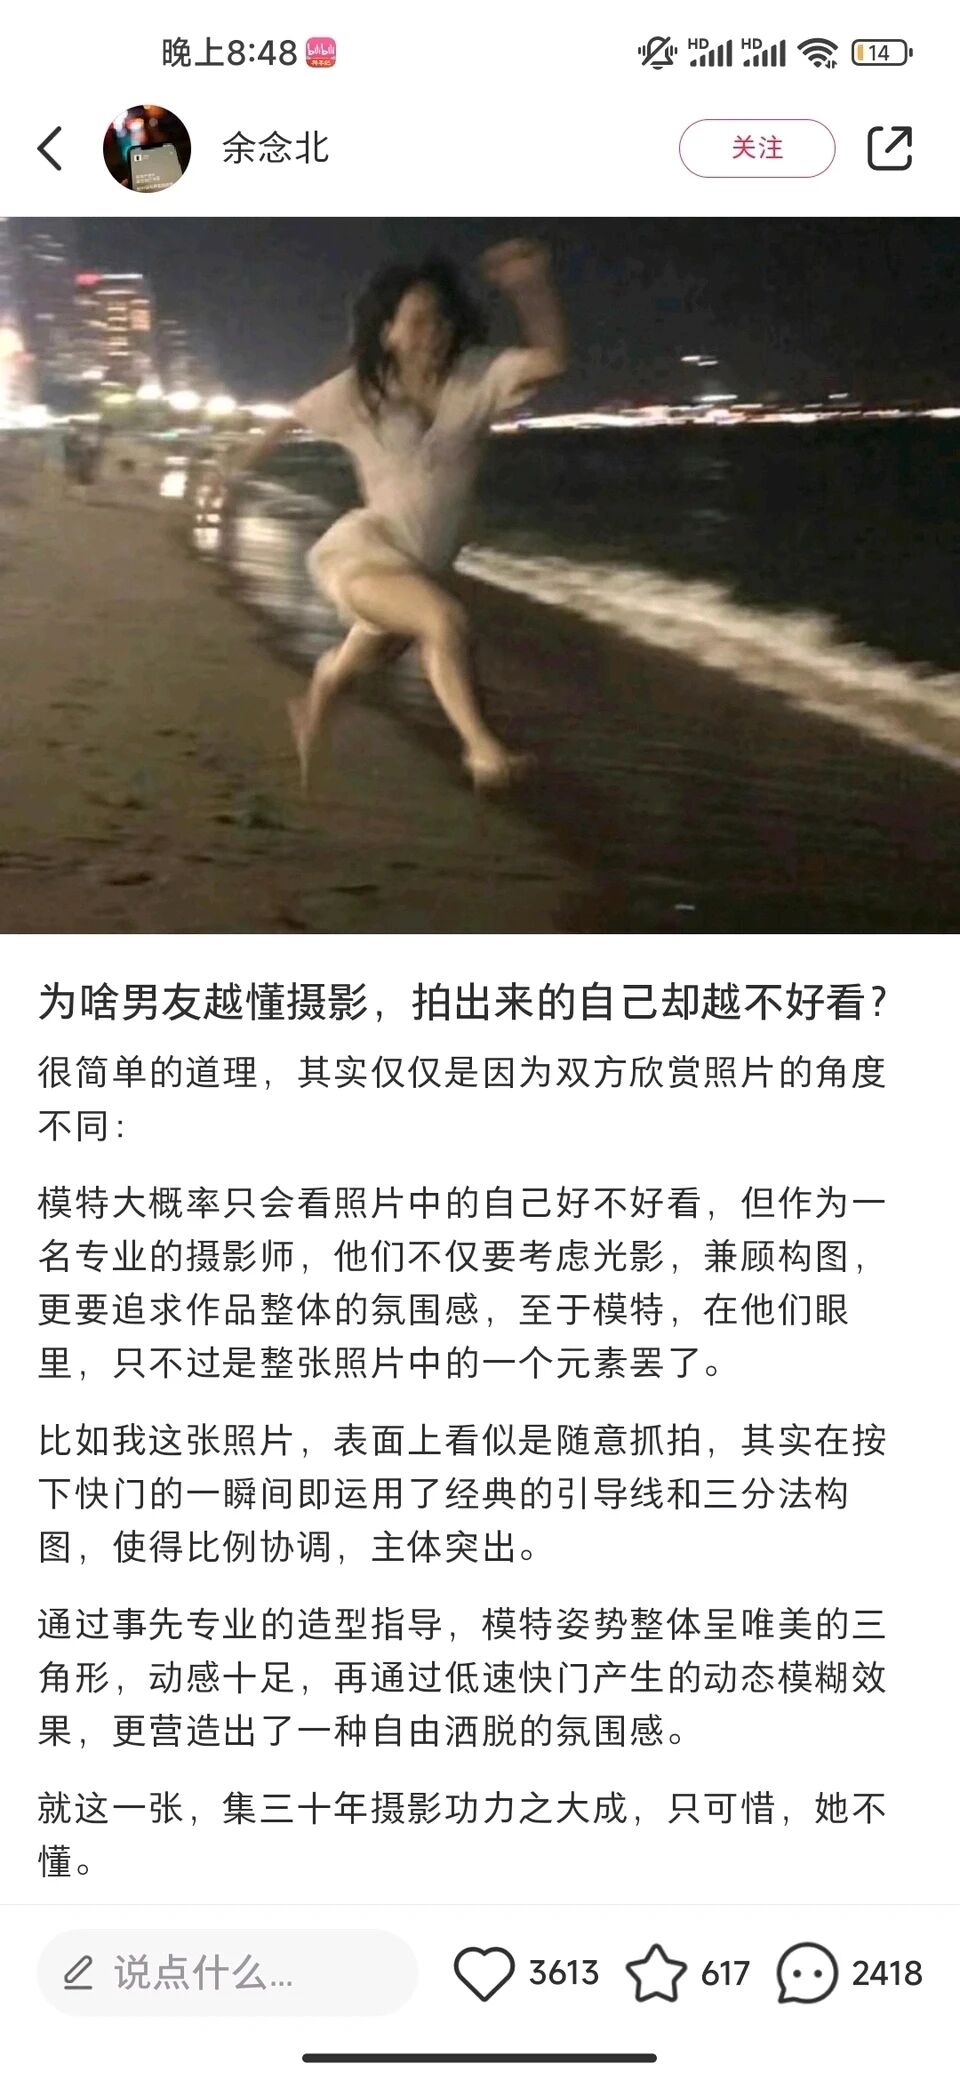 晚上8:48
HD HD 14
余念北
关注
为啥男友越懂摄影，拍出来的自己却越不好看?
很简单的道理，其实仅仅是因为双方欣赏照片的角度
不同：
模特大概率只会看照片中的自己好不好看，但作为一
名专业的摄影师，他们不仅要考虑光影，兼顾构图，
更要追求作品整体的氛围感，至于模特，在他们眼
里，只不过是整张照片中的一个元素罢了。
比如我这张照片，表面上看似是随意抓拍，其实在按
下快门的一瞬间即运用了经典的引导线和三分法构
图，使得比例协调，主体突出。
通过事先专业的造型指导，模特姿势整体呈唯美的三
角形，动感十足，再通过低速快门产生的动态模糊效
果，更营造出了一种自由洒脱的氛围感。
就这一张，集三十年摄影功力之大成，只可惜，她不
懂。
说点什么...
3613
617
2418